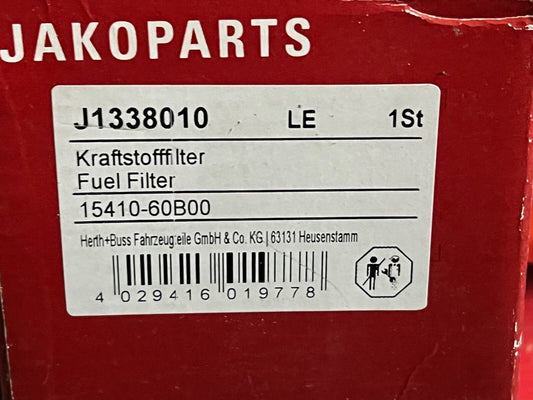 JAKOPARTS
J1338010 LE 1St
Kraftstofffilter
Fuel Filter
15410-60B00
Herth+Buss Fahrzeugteile GmbH & Co. KG | 63131 Heusenstamm
4 029416 019778